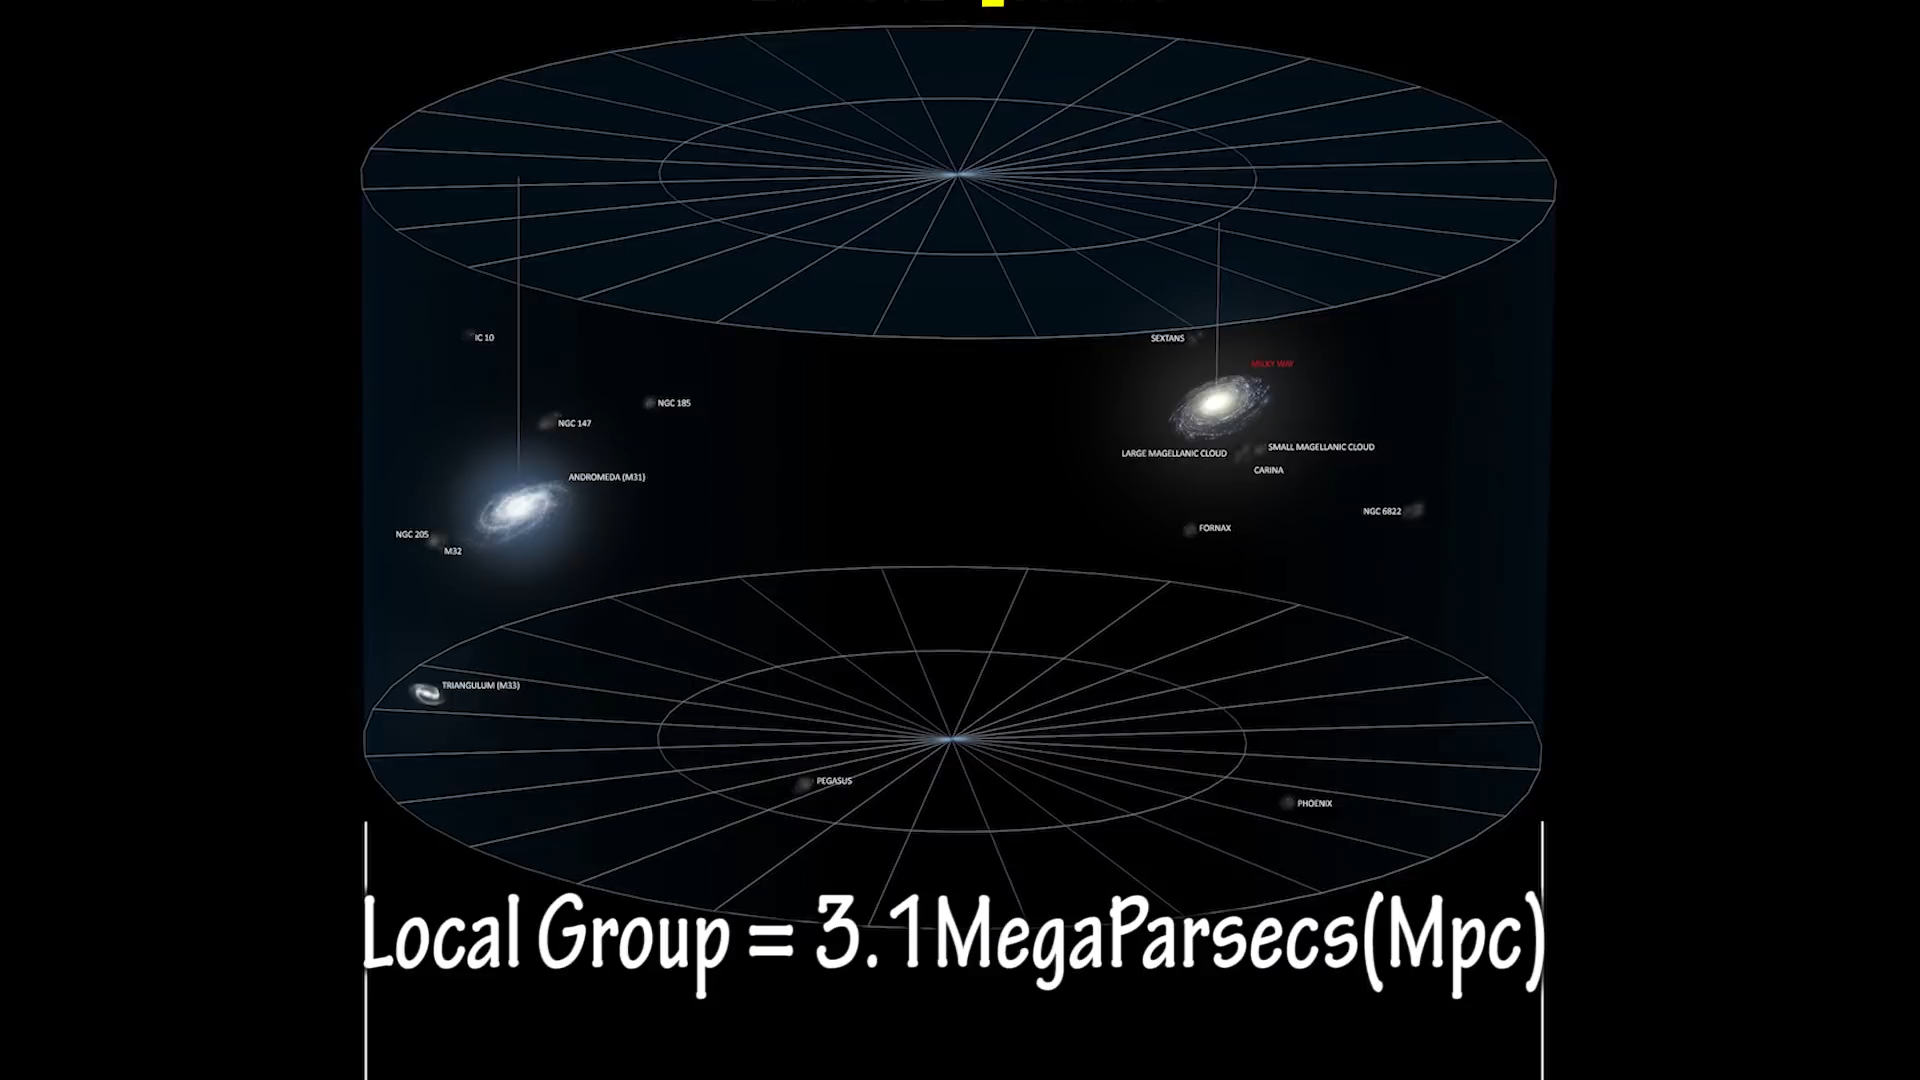 IC 10
SEXTANS
MILKY WAY
NGC 185
NGC 147
LARGE MAGELLANIC CLOUD
SMALL MAGELLANIC CLOUD
CARINA
ANDROMEDA (M31)
NGC 6822
FORNAX
NGC 205
M32
TRIANGULUM (M33)
PEGASUS
PHOENIX
Local Group = 3.1MegaParsecs(Mpc)